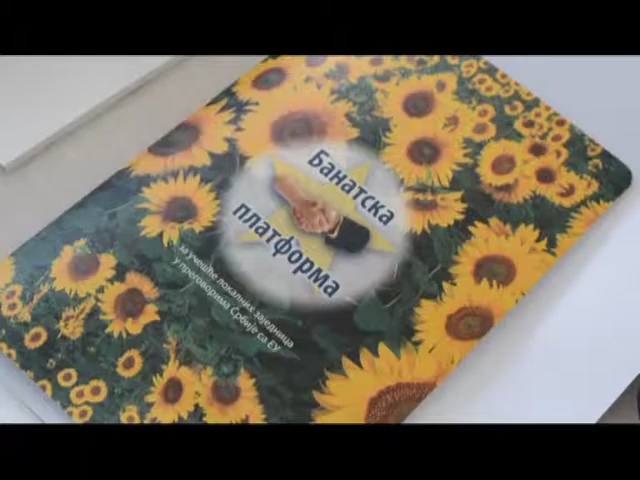 Банатска
платформа
за учешће локалних заједница
у преговорима Србије са ЕУ